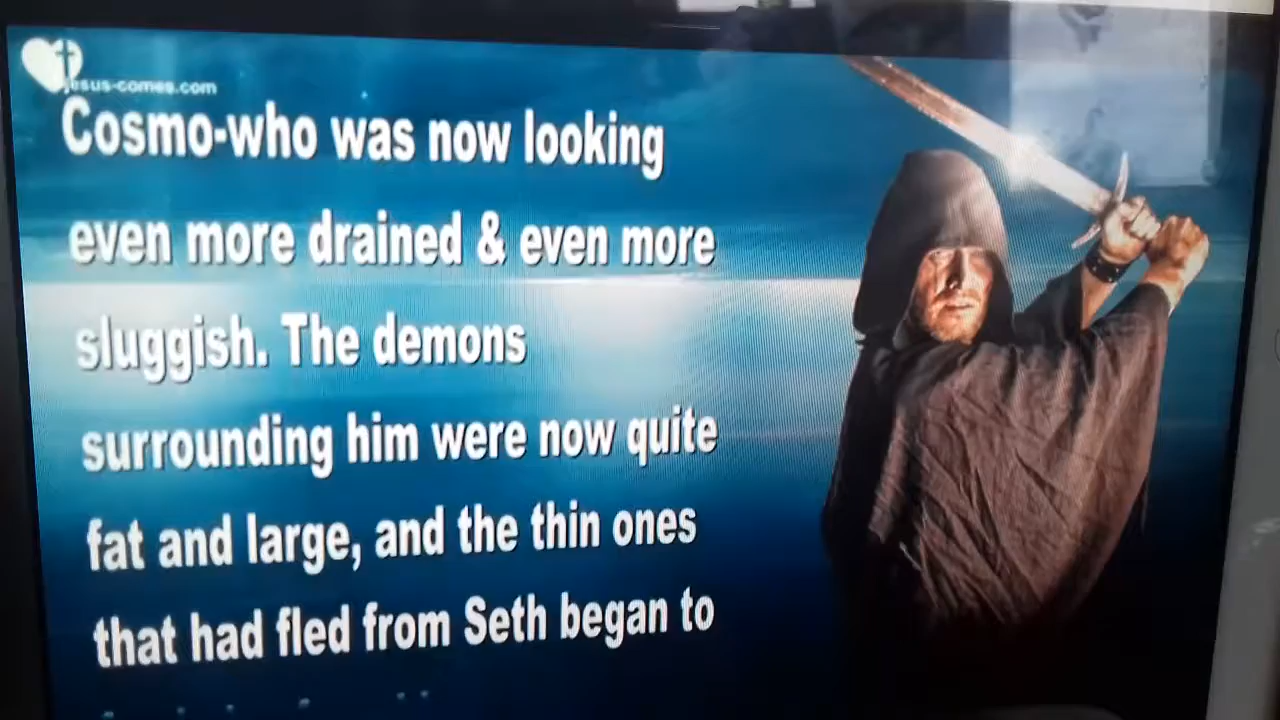 Jesus-comes.com
Cosmo-who was now looking
even more drained & even more
sluggish. The demons
surrounding him were now quite
fat and large, and the thin ones
that had fled from Seth began to